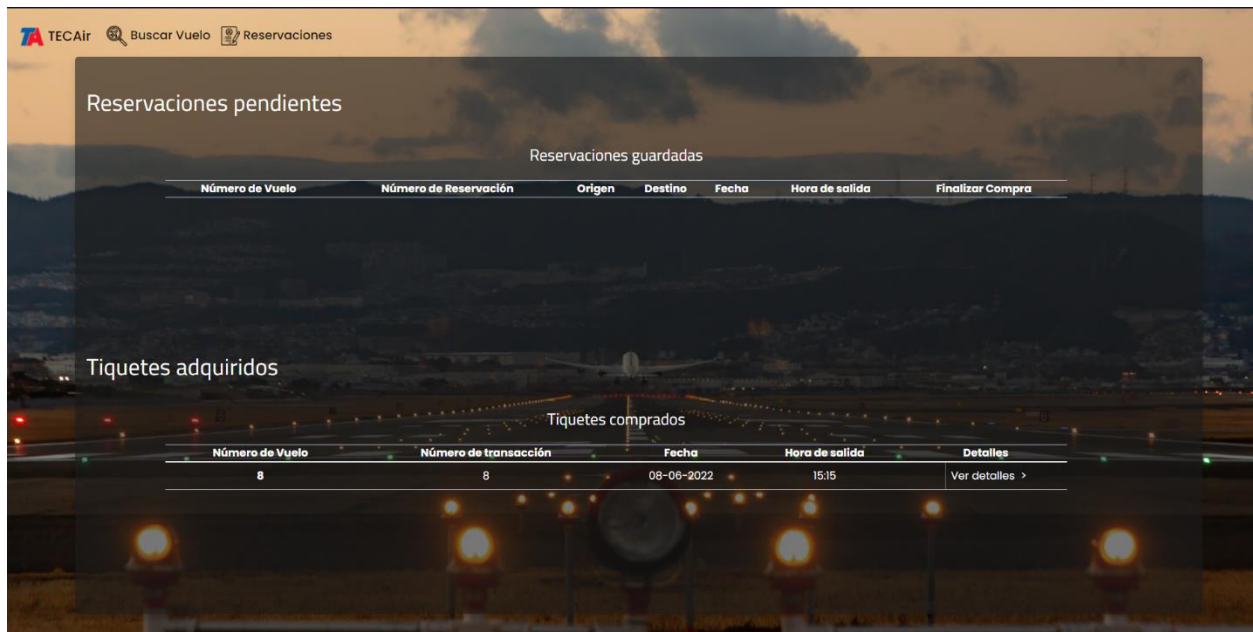 TA TECAir Buscar Vuelo Reservaciones
Reservaciones pendientes
Reservaciones guardadas
Número de Vuelo Número de Reservación Origen Destino Fecha Hora de salida Finalizar Compra
Tiquetes adquiridos
Tiquetes comprados
Número de Vuelo Número de transacción Fecha Hora de salida Detalles
8 8 08-06-2022 15:15 Ver detalles >